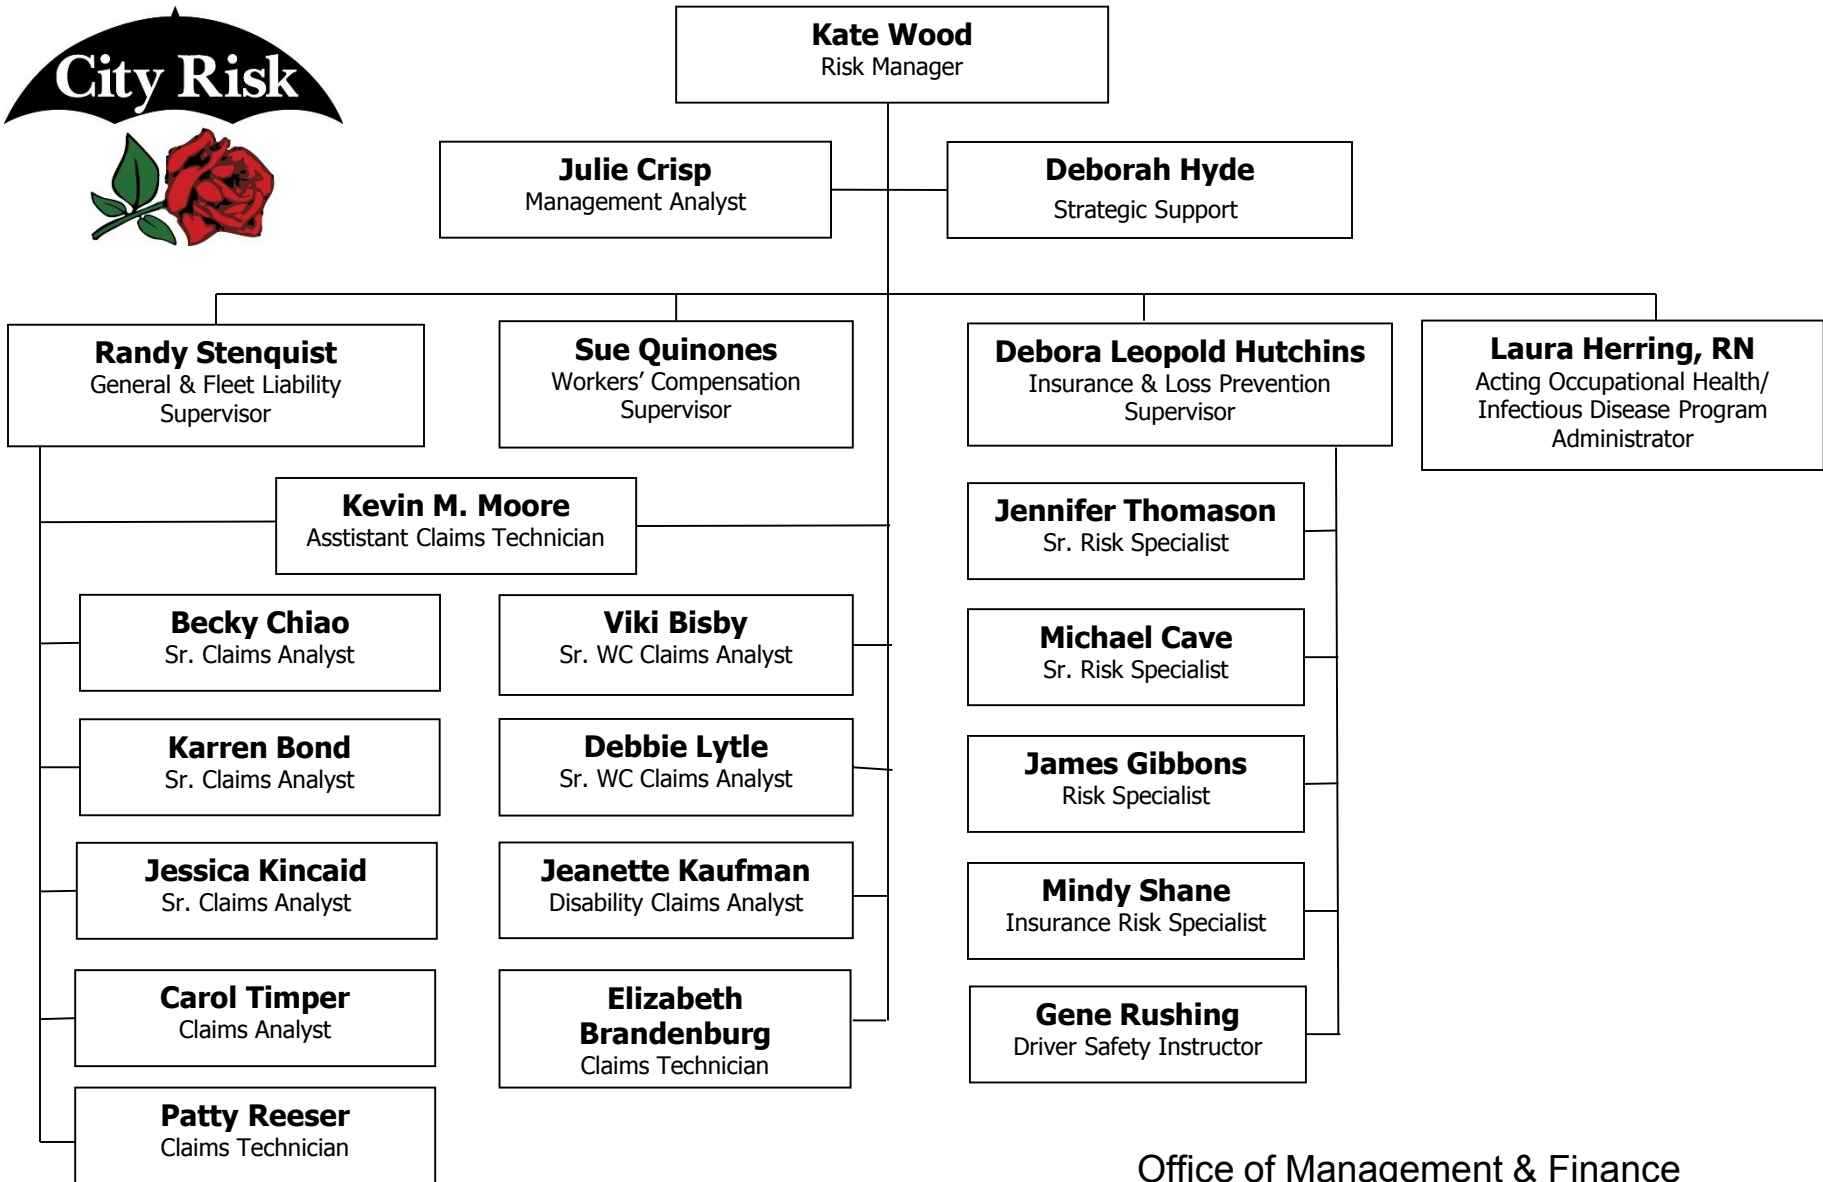 City Risk
Kate Wood
Risk Manager
Julie Crisp
Management Analyst
Deborah Hyde
Strategic Support
Randy Stenquist
General & Fleet Liability
Supervisor
Sue Quinones
Workers’ Compensation
Supervisor
Debora Leopold Hutchins
Insurance & Loss Prevention
Supervisor
Laura Herring, RN
Acting Occupational Health/
Infectious Disease Program
Administrator
Kevin M. Moore
Asstistant Claims Technician
Jennifer Thomason
Sr. Risk Specialist
Becky Chiao
Sr. Claims Analyst
Viki Bisby
Sr. WC Claims Analyst
Michael Cave
Sr. Risk Specialist
Karren Bond
Sr. Claims Analyst
Debbie Lytle
Sr. WC Claims Analyst
James Gibbons
Risk Specialist
Jessica Kincaid
Sr. Claims Analyst
Jeanette Kaufman
Disability Claims Analyst
Mindy Shane
Insurance Risk Specialist
Carol Timper
Claims Analyst
Elizabeth
Brandenburg
Claims Technician
Gene Rushing
Driver Safety Instructor
Patty Reeser
Claims Technician
Office of Management & Finance